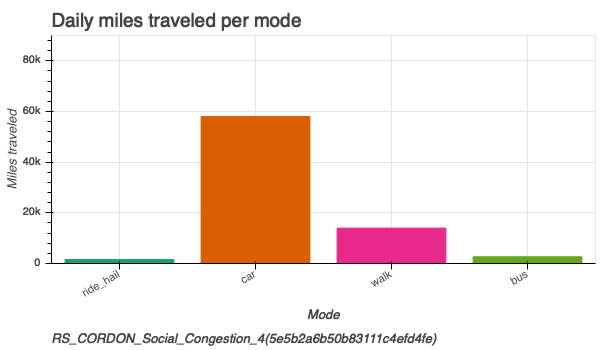 Daily miles traveled per mode
80k
60k
40k
20k
0
Miles traveled
ride_hail
car
walk
bus
Mode
RS_CORDON_Social_Congestion_4(5e5b2a6b50b83111c4efd4fe)